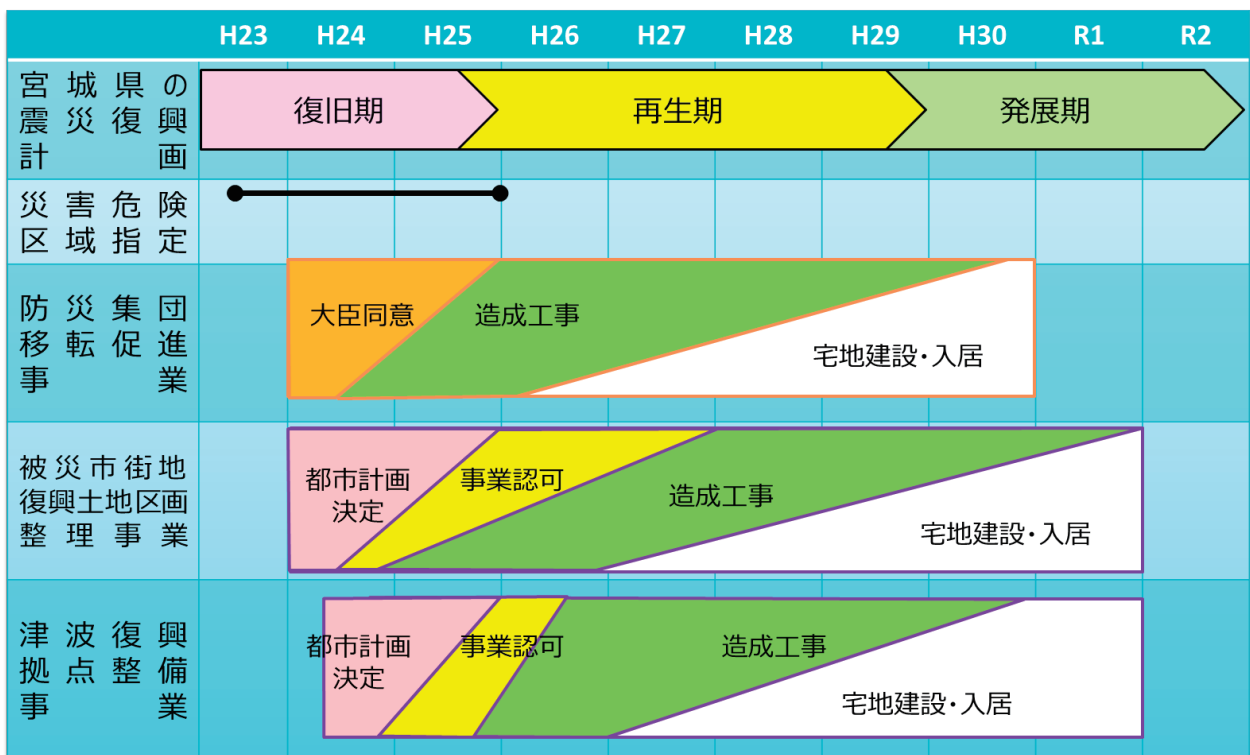 H23 H24 H25 H26 H27 H28 H29 H30 R1 R2
宮城県の
震災復興
計画
復旧期 再生期 発展期
災害危険
区域指定
防災集団
移転促進
事業
大臣同意 造成工事
宅地建設・入居
被災市街地
復興土地区画
整理事業
都市計画
決定
事業認可
造成工事
宅地建設・入居
津波復興
拠点整備
事業
都市計画
決定
事業認可
造成工事
宅地建設・入居